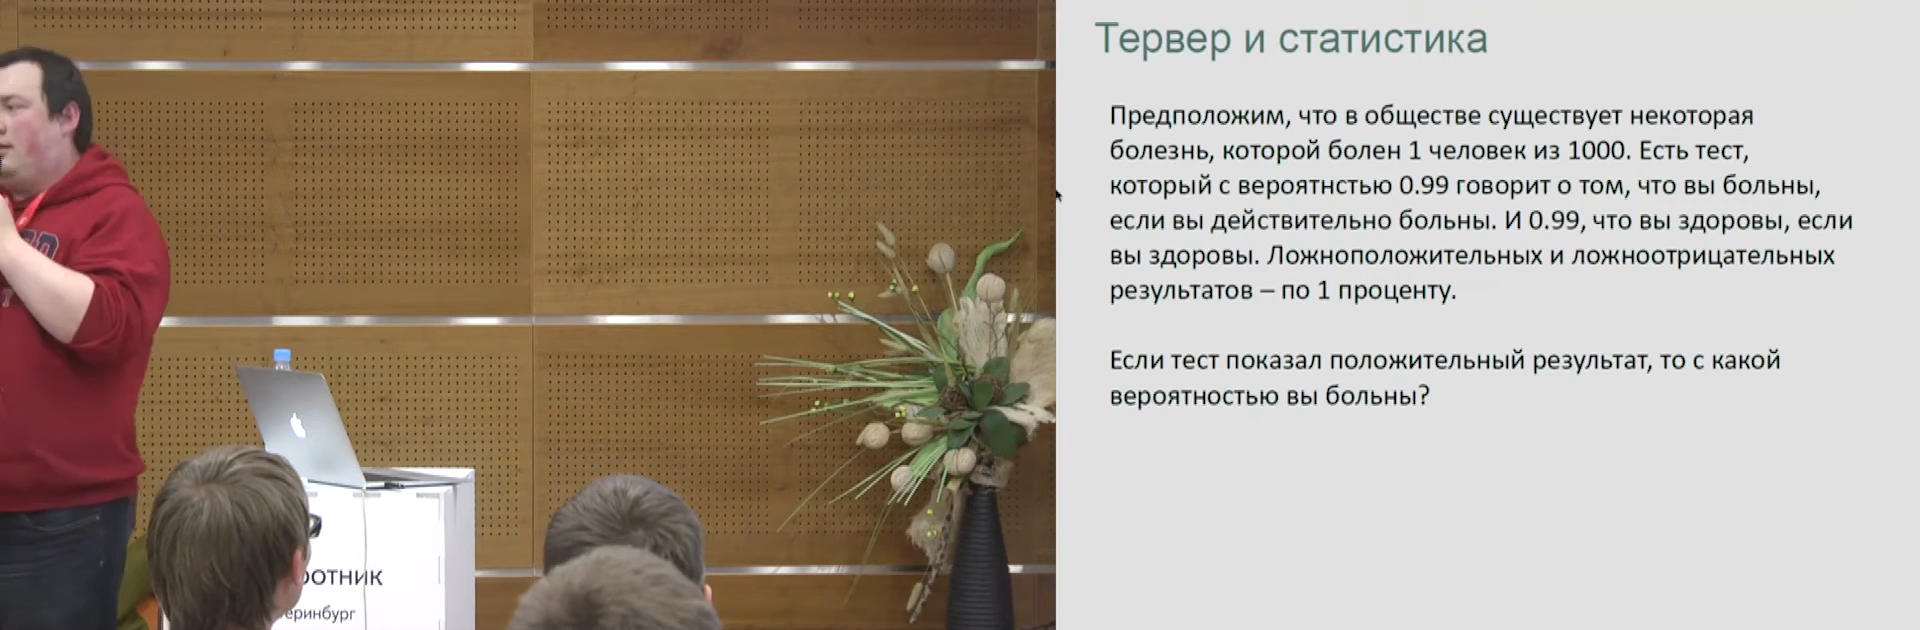 Тервер и статистика
Предположим, что в обществе существует некоторая
болезнь, которой болен 1 человек из 1000. Есть тест,
который с вероятнстью 0.99 говорит о том, что вы больны,
если вы действительно больны. И 0.99, что вы здоровы, если
вы здоровы. Ложноположительных и ложноотрицательных
результатов – по 1 проценту.
Если тест показал положительный результат, то с какой
вероятностью вы больны?
ротник
еринбург